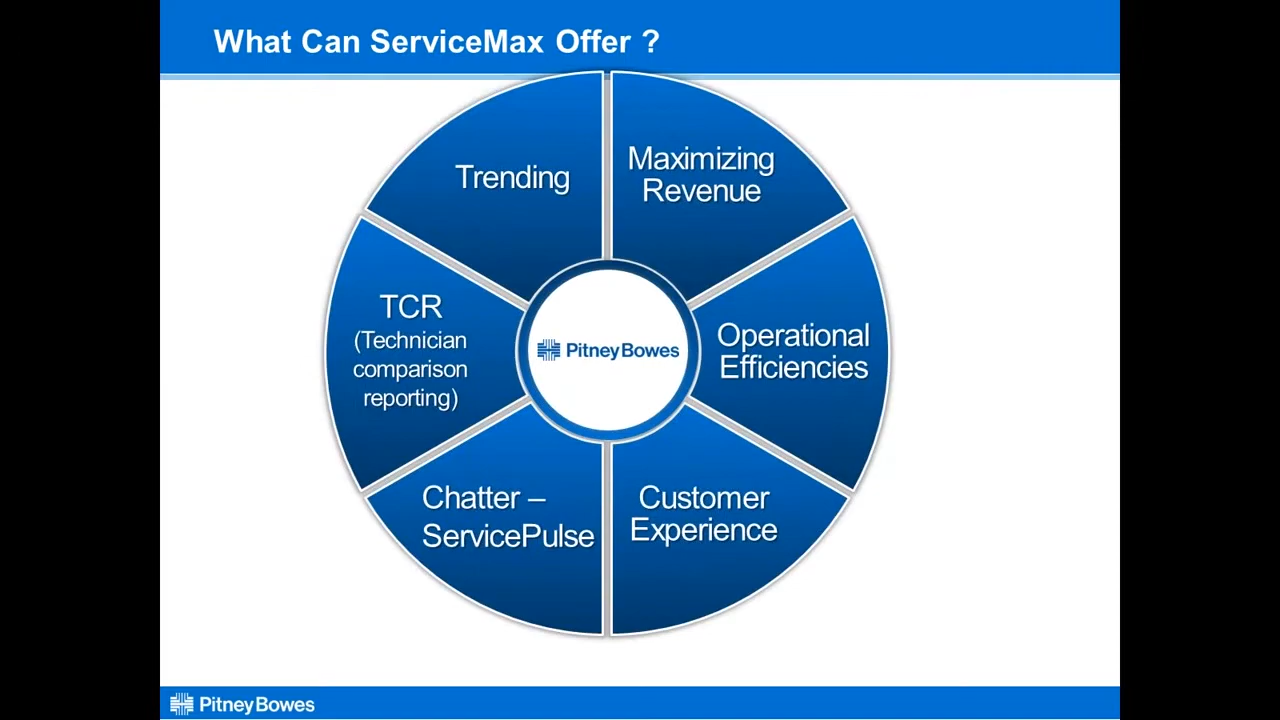 What Can ServiceMax Offer ?
Trending
Maximizing
Revenue
TCR
(Technician
comparison
reporting)
PitneyBowes
Operational
Efficiencies
Chatter –
ServicePulse
Customer
Experience
PitneyBowes